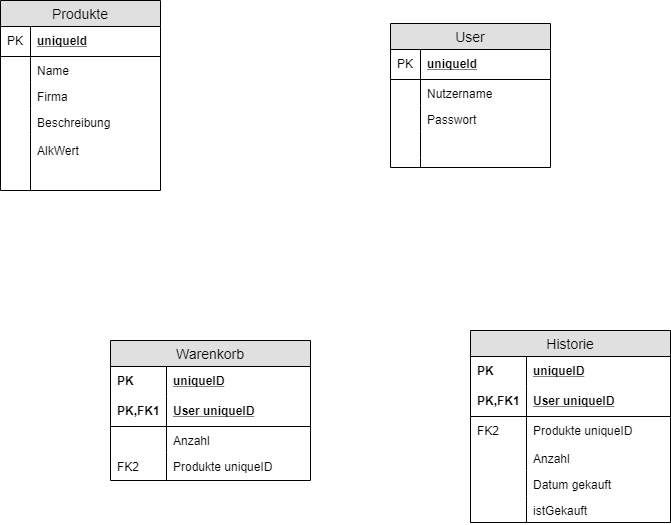 Produkte
PK uniqueId
Name
Firma
Beschreibung
AlkWert
User
PK uniqueId
Nutzername
Passwort
Warenkorb
PK uniqueID
PK,FK1 User uniqueID
Anzahl
FK2 Produkte uniqueID
Historie
PK uniqueID
PK,FK1 User uniqueID
FK2 Produkte uniqueID
Anzahl
Datum gekauft
istGekauft